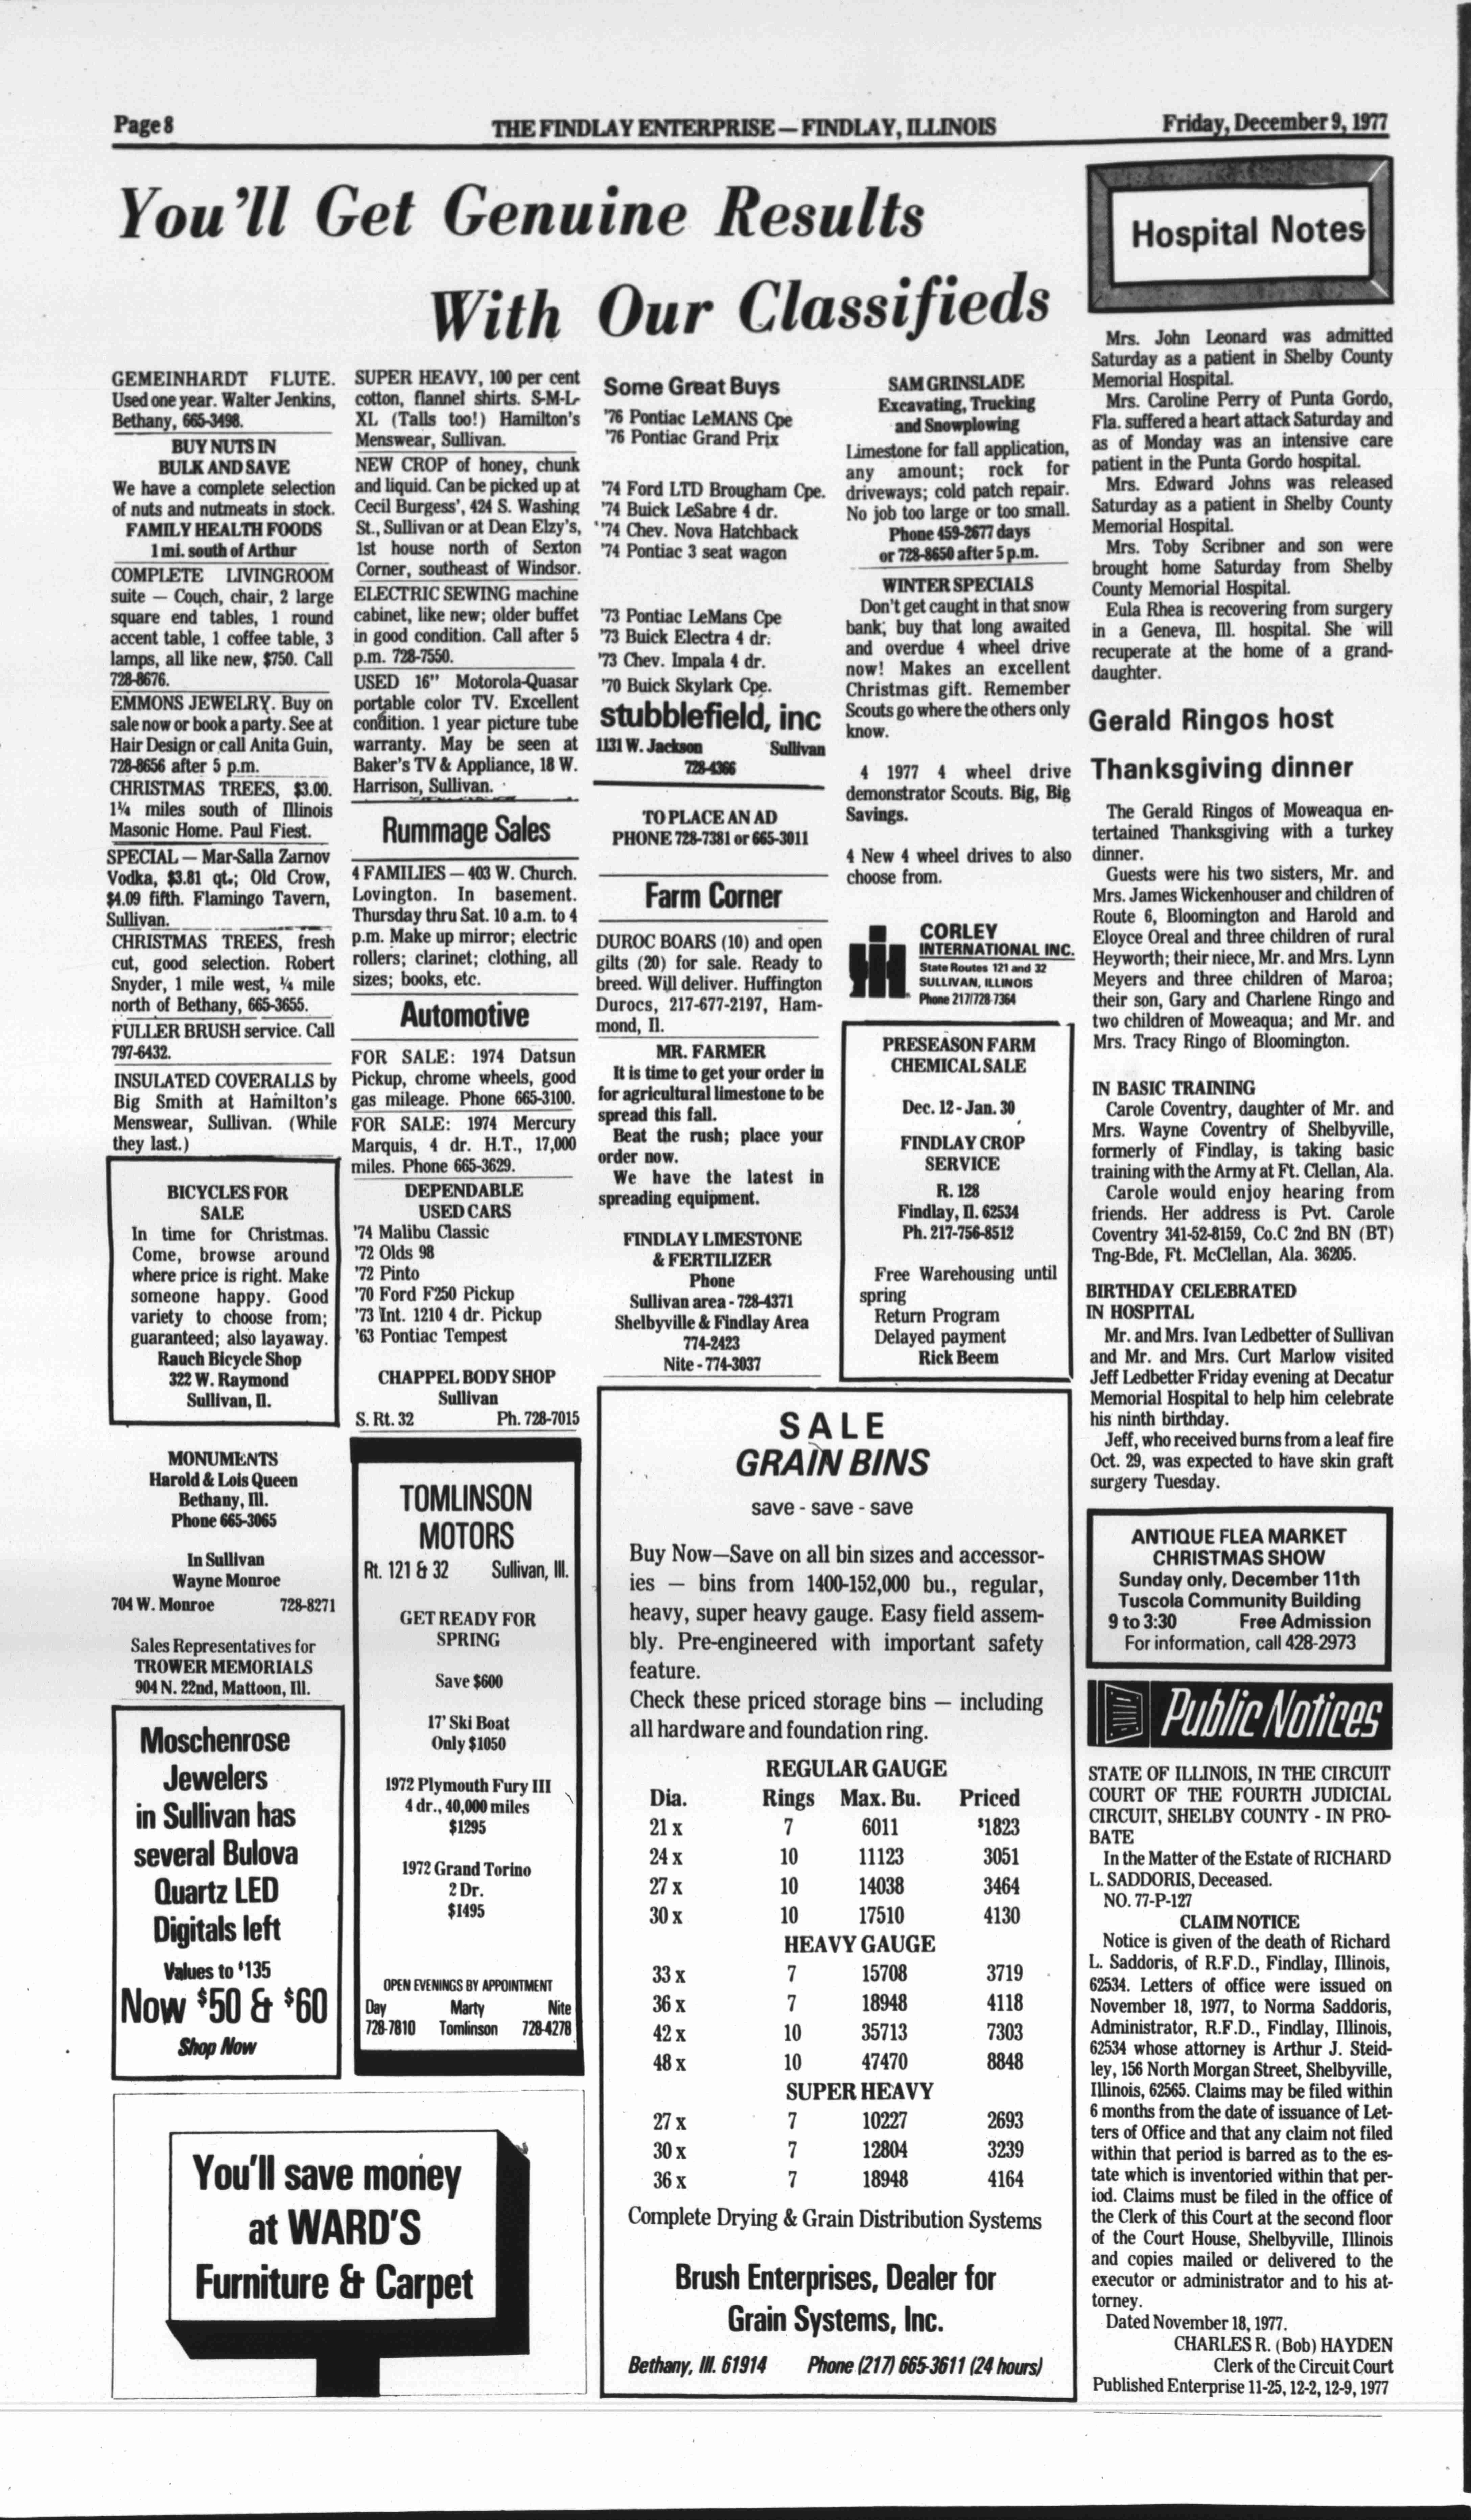 Page 8
THE FINDLAY ENTERPRISE — FINDLAY, ILLINOIS
Friday, December 9, 1977
You'll Get Genuine Results
With Our Classifieds
GEMEINHARDT FLUTE.
Used one year. Walter Jenkins,
Bethany, 665-3498.
BUY NUTS IN
BULK AND SAVE
We have a complete selection
of nuts and nutmeats in stock.
FAMILY HEALTH FOODS
1 mi. south of Arthur
COMPLETE LIVINGROOM
suite — Couch, chair, 2 large
square end tables, 1 round
accent table, 1 coffee table, 3
lamps, all like new, $750. Call
728-8676.
EMMONS JEWELRY. Buy on
sale now or book a party. See at
Hair Design or call Anita Guin,
728-8656 after 5 p.m.
CHRISTMAS TREES, $3.00.
1¼ miles south of Illinois
Masonic Home. Paul Fiest.
SPECIAL — Mar-Salla Zarnov
Vodka, $3.81 qt.; Old Crow,
$4.09 fifth. Flamingo Tavern,
Sullivan.
CHRISTMAS TREES, fresh
cut, good selection. Robert
Snyder, 1 mile west, ¼ mile
north of Bethany, 665-3655.
FULLER BRUSH service. Call
797-6432.
INSULATED COVERALLS by
Big Smith at Hamilton's
Menswear, Sullivan. (While
they last.)
BICYCLES FOR
SALE
In time for Christmas.
Come, browse around
where price is right. Make
someone happy. Good
variety to choose from;
guaranteed; also layaway.
Rauch Bicycle Shop
322 W. Raymond
Sullivan, Il.
MONUMENTS
Harold & Lois Queen
Bethany, Ill.
Phone 665-3065
In Sullivan
Wayne Monroe
704 W. Monroe 728-8271
Sales Representatives for
TROWER MEMORIALS
904 N. 22nd, Mattoon, Ill.
Moschenrose
Jewelers
in Sullivan has
several Bulova
Quartz LED
Digitals left
Values to $135
Now $50 & $60
Shop Now
You'll save money
at WARD'S
Furniture & Carpet
SUPER HEAVY, 100 per cent
cotton, flannel shirts. S-M-L-
XL (Talls too!) Hamilton's
Menswear, Sullivan.
NEW CROP of honey, chunk
and liquid. Can be picked up at
Cecil Burgess', 424 S. Washing
St., Sullivan or at Dean Elzy's,
1st house north of Sexton
Corner, southeast of Windsor.
ELECTRIC SEWING machine
cabinet, like new; older buffet
in good condition. Call after 5
p.m. 728-7550.
USED 16" Motorola-Quasar
portable color TV. Excellent
condition. 1 year picture tube
warranty. May be seen at
Baker's TV & Appliance, 18 W.
Harrison, Sullivan.
Rummage Sales
4 FAMILIES — 403 W. Church.
Lovington. In basement.
Thursday thru Sat. 10 a.m. to 4
p.m. Make up mirror; electric
rollers; clarinet; clothing, all
sizes; books, etc.
Automotive
FOR SALE: 1974 Datsun
Pickup, chrome wheels, good
gas mileage. Phone 665-3100.
FOR SALE: 1974 Mercury
Marquis, 4 dr. H.T., 17,000
miles. Phone 665-3629.
DEPENDABLE
USED CARS
'74 Malibu Classic
'72 Olds 98
'72 Pinto
'70 Ford F250 Pickup
'73 Int. 1210 4 dr. Pickup
'63 Pontiac Tempest
CHAPPEL BODY SHOP
Sullivan
S. Rt. 32 Ph. 728-7015
TOMLINSON
MOTORS
Rt. 121 & 32 Sullivan, Ill.
GET READY FOR
SPRING
Save $600
17' Ski Boat
Only $1050
1972 Plymouth Fury III
4 dr., 40,000 miles
$1295
1972 Grand Torino
2 Dr.
$1495
OPEN EVENINGS BY APPOINTMENT
Day Marty Nite
728-7810 Tomlinson 728-4278
Some Great Buys
'76 Pontiac LeMANS Cpe
'76 Pontiac Grand Prix
'74 Ford LTD Brougham Cpe.
'74 Buick LeSabre 4 dr.
'74 Chev. Nova Hatchback
'74 Pontiac 3 seat wagon
'73 Pontiac LeMans Cpe
'73 Buick Electra 4 dr.
'73 Chev. Impala 4 dr.
'70 Buick Skylark Cpe.
stubblefield, inc
1131 W. Jackson Sullivan
728-4366
TO PLACE AN AD
PHONE 728-7381 or 665-3011
Farm Corner
DUROC BOARS (10) and open
gilts (20) for sale. Ready to
breed. Will deliver. Huffington
Durocs, 217-677-2197, Ham-
mond, Il.
MR. FARMER
It is time to get your order in
for agricultural limestone to be
spread this fall.
Beat the rush; place your
order now.
We have the latest in
spreading equipment.
FINDLAY LIMESTONE
& FERTILIZER
Phone
Sullivan area - 728-4371
Shelbyville & Findlay Area
774-2423
Nite - 774-3037
SAM GRINSLADE
Excavating, Trucking
and Snowplowing
Limestone for fall application,
any amount; rock for
driveways; cold patch repair.
No job too large or too small.
Phone 459-2677 days
or 728-8650 after 5 p.m.
WINTER SPECIALS
Don't get caught in that snow
bank; buy that long awaited
and overdue 4 wheel drive
now! Makes an excellent
Christmas gift. Remember
Scouts go where the others only
know.
4 1977 4 wheel drive
demonstrator Scouts. Big, Big
Savings.
4 New 4 wheel drives to also
choose from.
CORLEY
INTERNATIONAL INC.
State Routes 121 and 32
SULLIVAN, ILLINOIS
Phone 217/728-7364
PRESEASON FARM
CHEMICAL SALE
Dec. 12 - Jan. 30
FINDLAY CROP
SERVICE
R. 128
Findlay, Il. 62534
Ph. 217-756-8512
Free Warehousing until
spring
Return Program
Delayed payment
Rick Beem
SALE
GRAIN BINS
save - save - save
Buy Now—Save on all bin sizes and accessor-
ies — bins from 1400-152,000 bu., regular,
heavy, super heavy gauge. Easy field assem-
bly. Pre-engineered with important safety
feature.
Check these priced storage bins — including
all hardware and foundation ring.
REGULAR GAUGE
Dia. Rings Max. Bu. Priced
21 x 7 6011 $1823
24 x 10 11123 3051
27 x 10 14038 3464
30 x 10 17510 4130
HEAVY GAUGE
33 x 7 15708 3719
36 x 7 18948 4118
42 x 10 35713 7303
48 x 10 47470 8848
SUPER HEAVY
27 x 7 10227 2693
30 x 7 12804 3239
36 x 7 18948 4164
Complete Drying & Grain Distribution Systems
Brush Enterprises, Dealer for
Grain Systems, Inc.
Bethany, Ill. 61914 Phone (217) 665-3611 (24 hours)
Hospital Notes
Mrs. John Leonard was admitted
Saturday as a patient in Shelby County
Memorial Hospital.
Mrs. Caroline Perry of Punta Gordo,
Fla. suffered a heart attack Saturday and
as of Monday was an intensive care
patient in the Punta Gordo hospital.
Mrs. Edward Johns was released
Saturday as a patient in Shelby County
Memorial Hospital.
Mrs. Toby Scribner and son were
brought home Saturday from Shelby
County Memorial Hospital.
Eula Rhea is recovering from surgery
in a Geneva, Ill. hospital. She will
recuperate at the home of a grand-
daughter.
Gerald Ringos host
Thanksgiving dinner
The Gerald Ringos of Moweaqua en-
tertained Thanksgiving with a turkey
dinner.
Guests were his two sisters, Mr. and
Mrs. James Wickenhouser and children of
Route 6, Bloomington and Harold and
Eloyce Oreal and three children of rural
Heyworth; their niece, Mr. and Mrs. Lynn
Meyers and three children of Maroa;
their son, Gary and Charlene Ringo and
two children of Moweaqua; and Mr. and
Mrs. Tracy Ringo of Bloomington.
IN BASIC TRAINING
Carole Coventry, daughter of Mr. and
Mrs. Wayne Coventry of Shelbyville,
formerly of Findlay, is taking basic
training with the Army at Ft. Clellan, Ala.
Carole would enjoy hearing from
friends. Her address is Pvt. Carole
Coventry 341-52-8159, Co.C 2nd BN (BT)
Tng-Bde, Ft. McClellan, Ala. 36205.
BIRTHDAY CELEBRATED
IN HOSPITAL
Mr. and Mrs. Ivan Ledbetter of Sullivan
and Mr. and Mrs. Curt Marlow visited
Jeff Ledbetter Friday evening at Decatur
Memorial Hospital to help him celebrate
his ninth birthday.
Jeff, who received burns from a leaf fire
Oct. 29, was expected to have skin graft
surgery Tuesday.
ANTIQUE FLEA MARKET
CHRISTMAS SHOW
Sunday only, December 11th
Tuscola Community Building
9 to 3:30 Free Admission
For information, call 428-2973
Public Notices
STATE OF ILLINOIS, IN THE CIRCUIT
COURT OF THE FOURTH JUDICIAL
CIRCUIT, SHELBY COUNTY - IN PRO-
BATE
In the Matter of the Estate of RICHARD
L. SADDORIS, Deceased.
NO. 77-P-127
CLAIM NOTICE
Notice is given of the death of Richard
L. Saddoris, of R.F.D., Findlay, Illinois,
62534. Letters of office were issued on
November 18, 1977, to Norma Saddoris,
Administrator, R.F.D., Findlay, Illinois,
62534 whose attorney is Arthur J. Steid-
ley, 156 North Morgan Street, Shelbyville,
Illinois, 62565. Claims may be filed within
6 months from the date of issuance of Let-
ters of Office and that any claim not filed
within that period is barred as to the es-
tate which is inventoried within that per-
iod. Claims must be filed in the office of
the Clerk of this Court at the second floor
of the Court House, Shelbyville, Illinois
and copies mailed or delivered to the
executor or administrator and to his at-
torney.
Dated November 18, 1977.
CHARLES R. (Bob) HAYDEN
Clerk of the Circuit Court
Published Enterprise 11-25, 12-2, 12-9, 1977